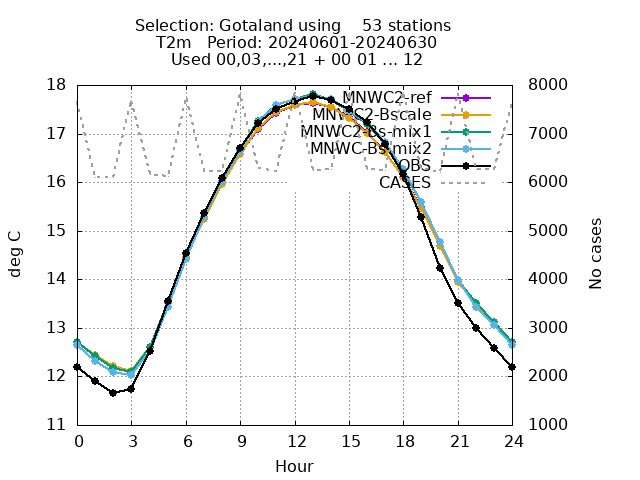 Selection: Gotaland using    53 stations
T2m   Period: 20240601-20240630
Used 00,03,...,21 + 00 01 ... 12
18
17
16
15
14
13
12
11
deg C
8000
7000
6000
5000
4000
3000
2000
1000
No cases
MNWC2-ref
MNWC2-Bscale
MNWC2-Bs-mix1
MNWC-Bs-mix2
OBS
CASES
0 3 6 9 12 15 18 21 24
Hour